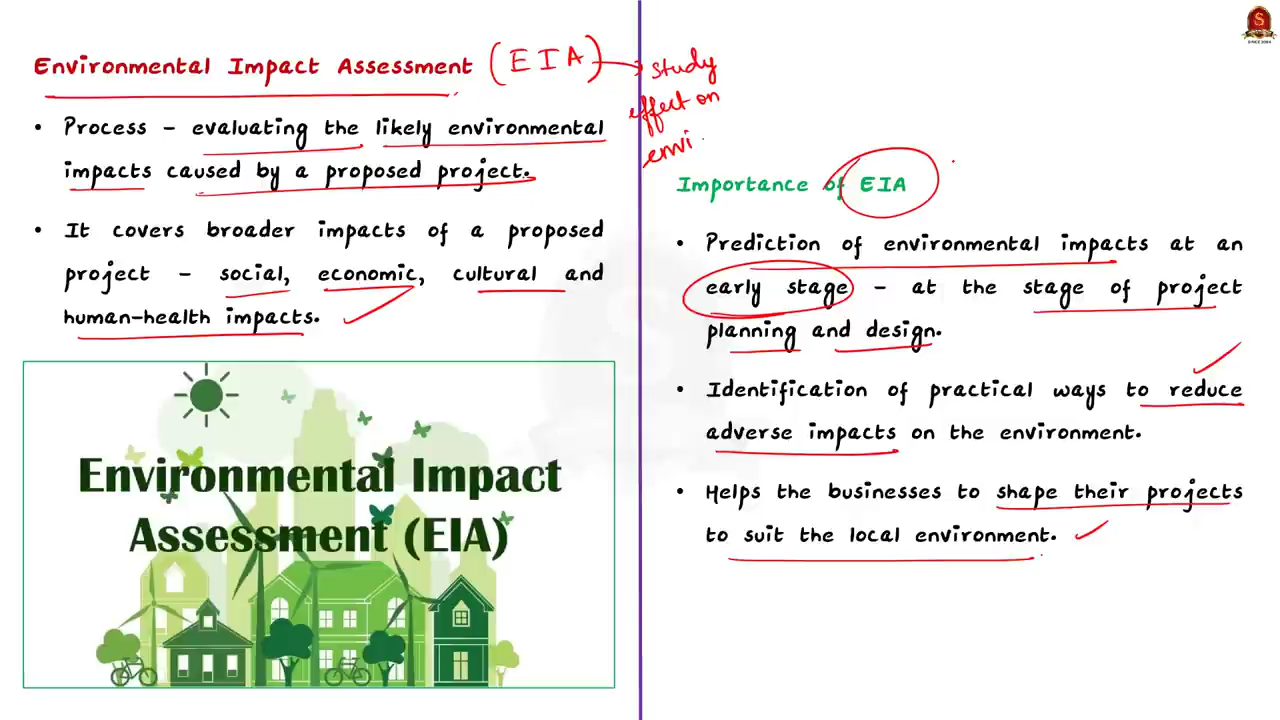 Environmental Impact Assessment (EIA) → study
effect on
envi.
• Process – evaluating the likely environmental
impacts caused by a proposed project.
• It covers broader impacts of a proposed
project – social, economic, cultural and
human-health impacts.
Environmental Impact
Assessment (EIA)
S
SINCE 2004
Importance of EIA
• Prediction of environmental impacts at an
early stage – at the stage of project
planning and design.
• Identification of practical ways to reduce
adverse impacts on the environment.
• Helps the businesses to shape their projects
to suit the local environment.